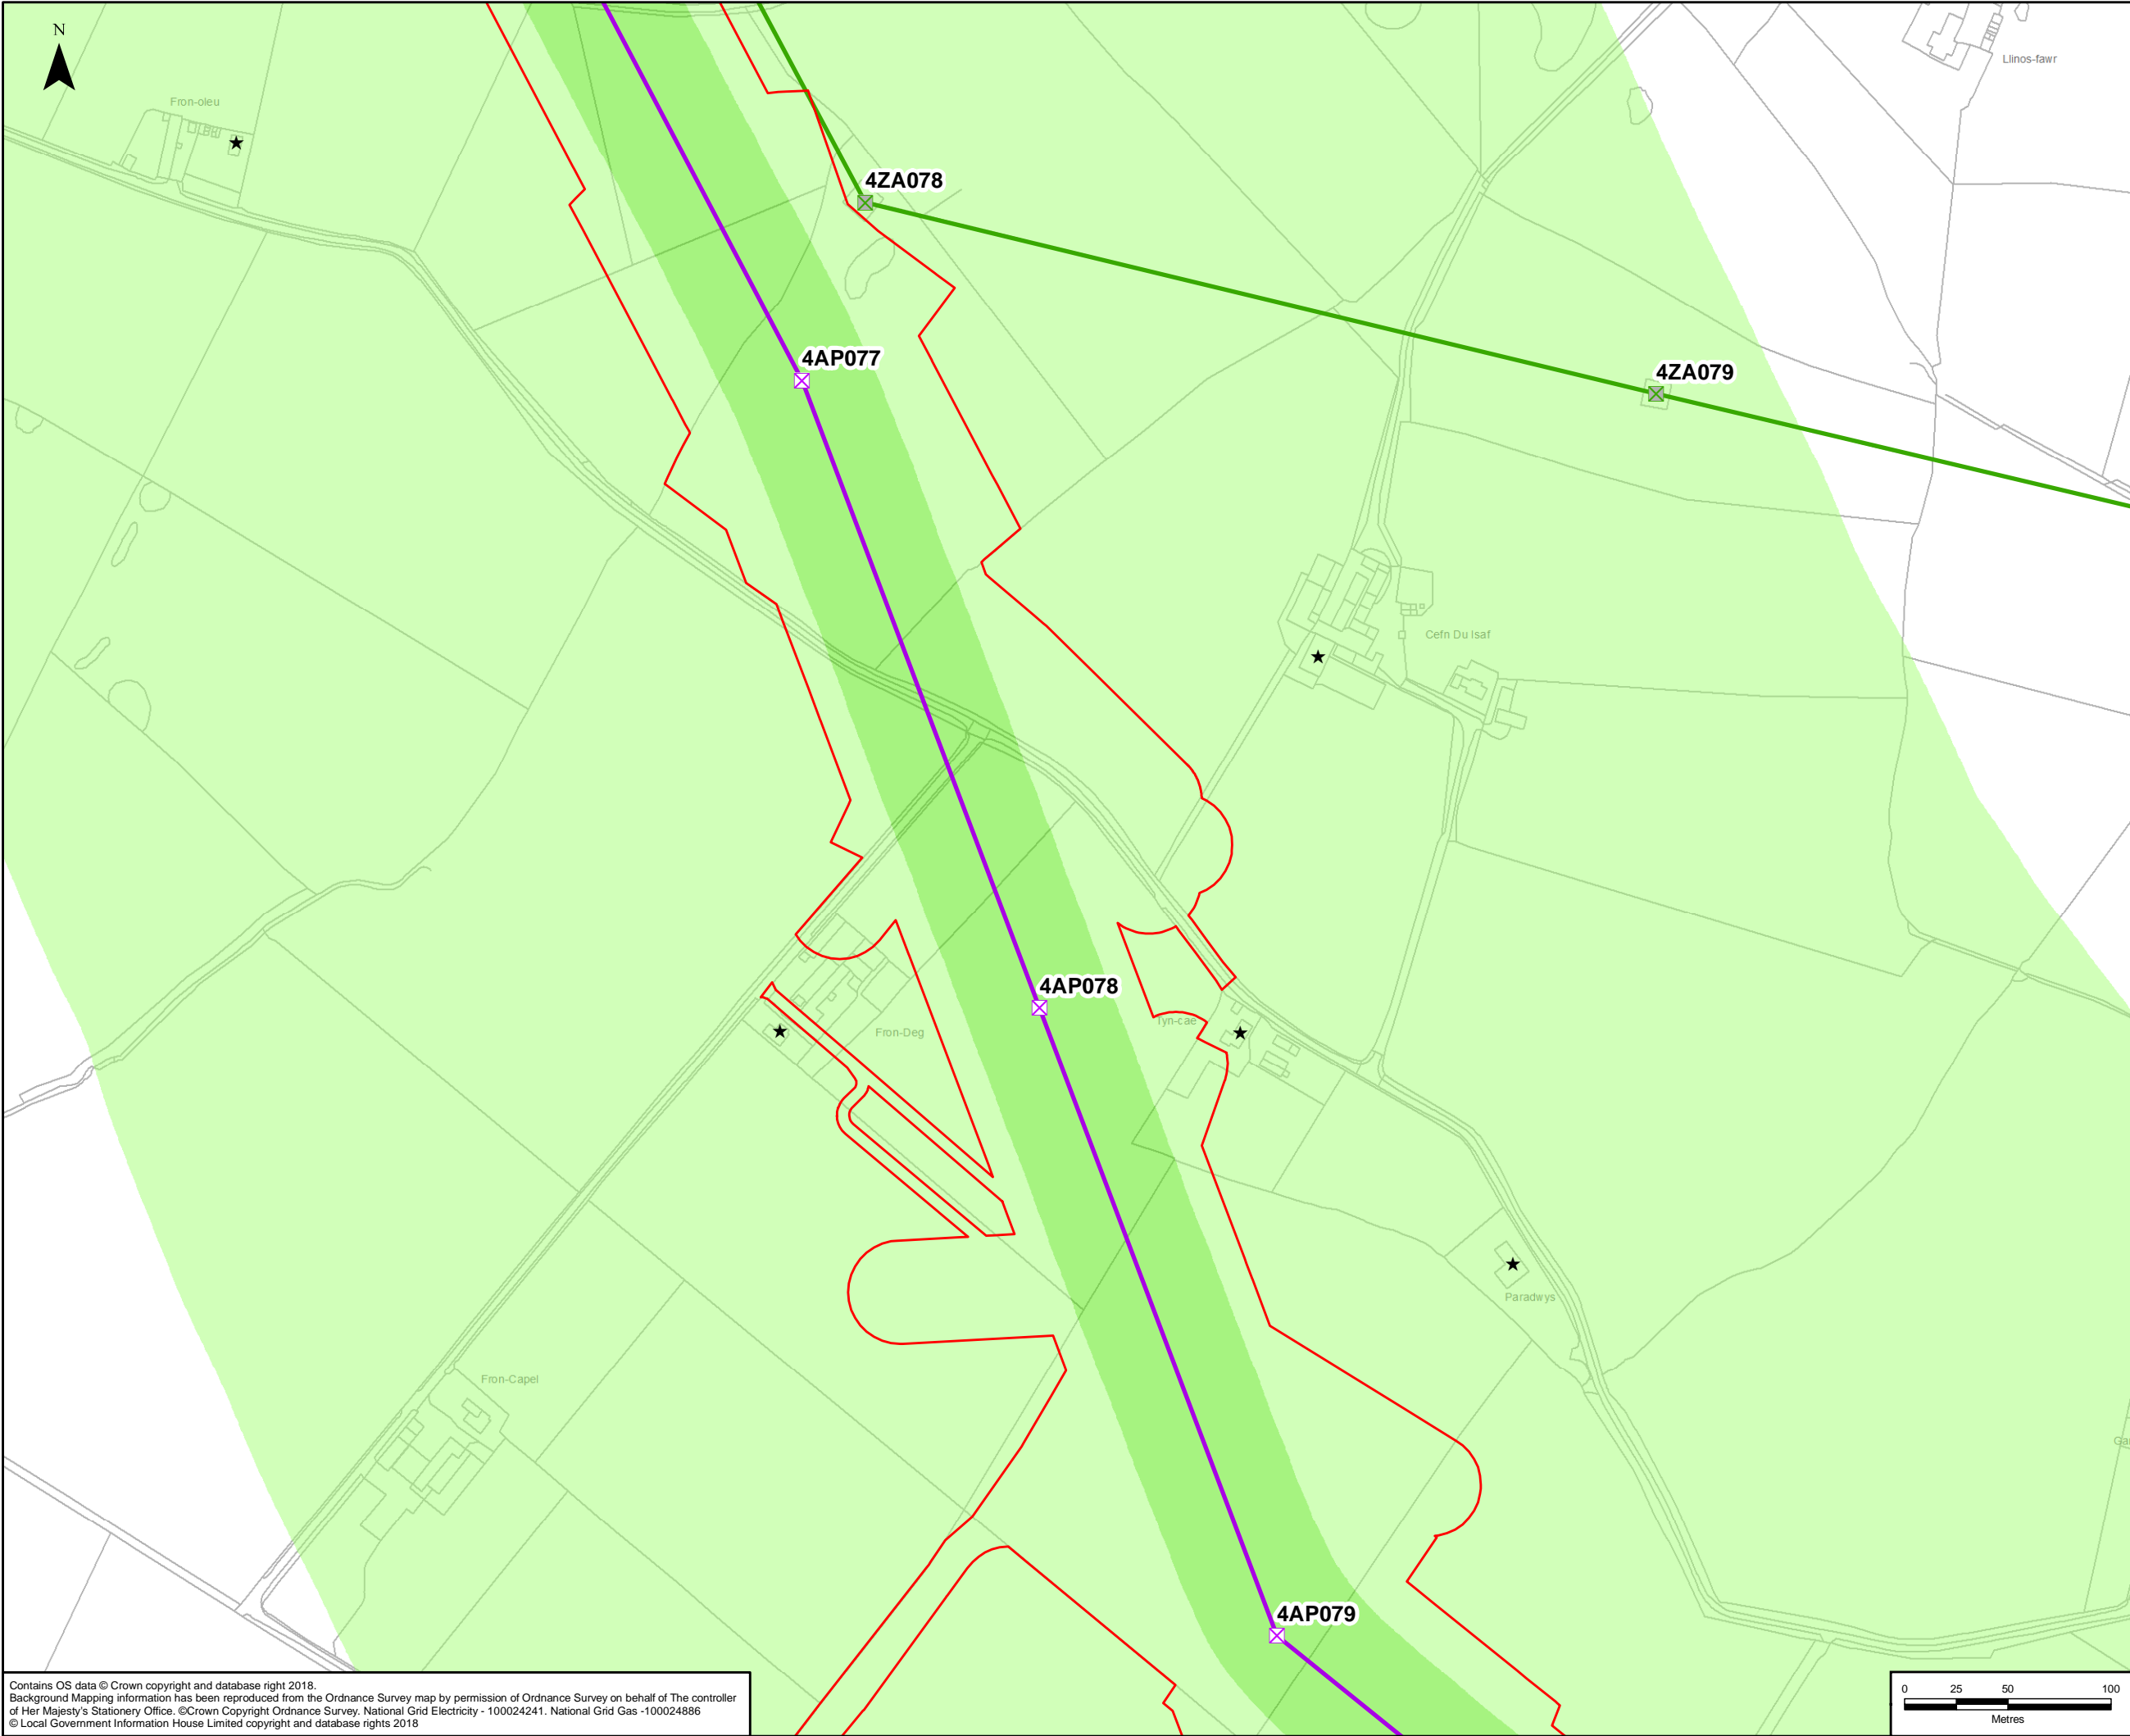 N
Llinos-fawr
Fron-oleu
4ZA078
4AP077
4ZA079
Cefn Du Isaf
4AP078
Tyn-cae
Fron-Deg
Paradwys
Fron-Capel
4AP079
Contains OS data © Crown copyright and database right 2018.
Background Mapping information has been reproduced from the Ordnance Survey map by permission of Ordnance Survey on behalf of The controller
of Her Majesty's Stationery Office. ©Crown Copyright Ordnance Survey. National Grid Electricity - 100024241. National Grid Gas -100024886
© Local Government Information House Limited copyright and database rights 2018
0 25 50 100
Metres